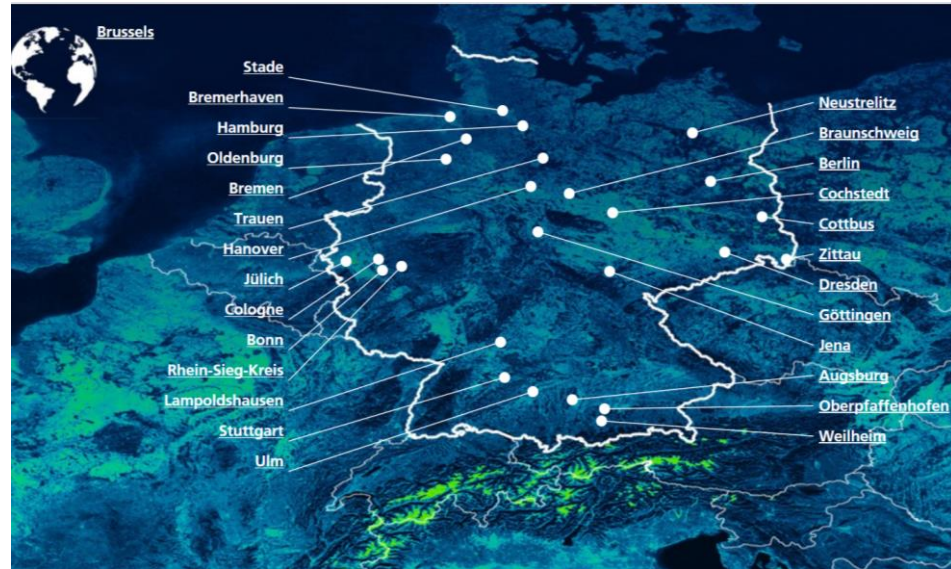 Brussels
Stade
Bremerhaven
Hamburg
Oldenburg
Bremen
Trauen
Hanover
Jülich
Cologne
Bonn
Rhein-Sieg-Kreis
Lampoldshausen
Stuttgart
Ulm
Neustrelitz
Braunschweig
Berlin
Cochstedt
Cottbus
Zittau
Dresden
Göttingen
Jena
Augsburg
Oberpfaffenhofen
Weilheim